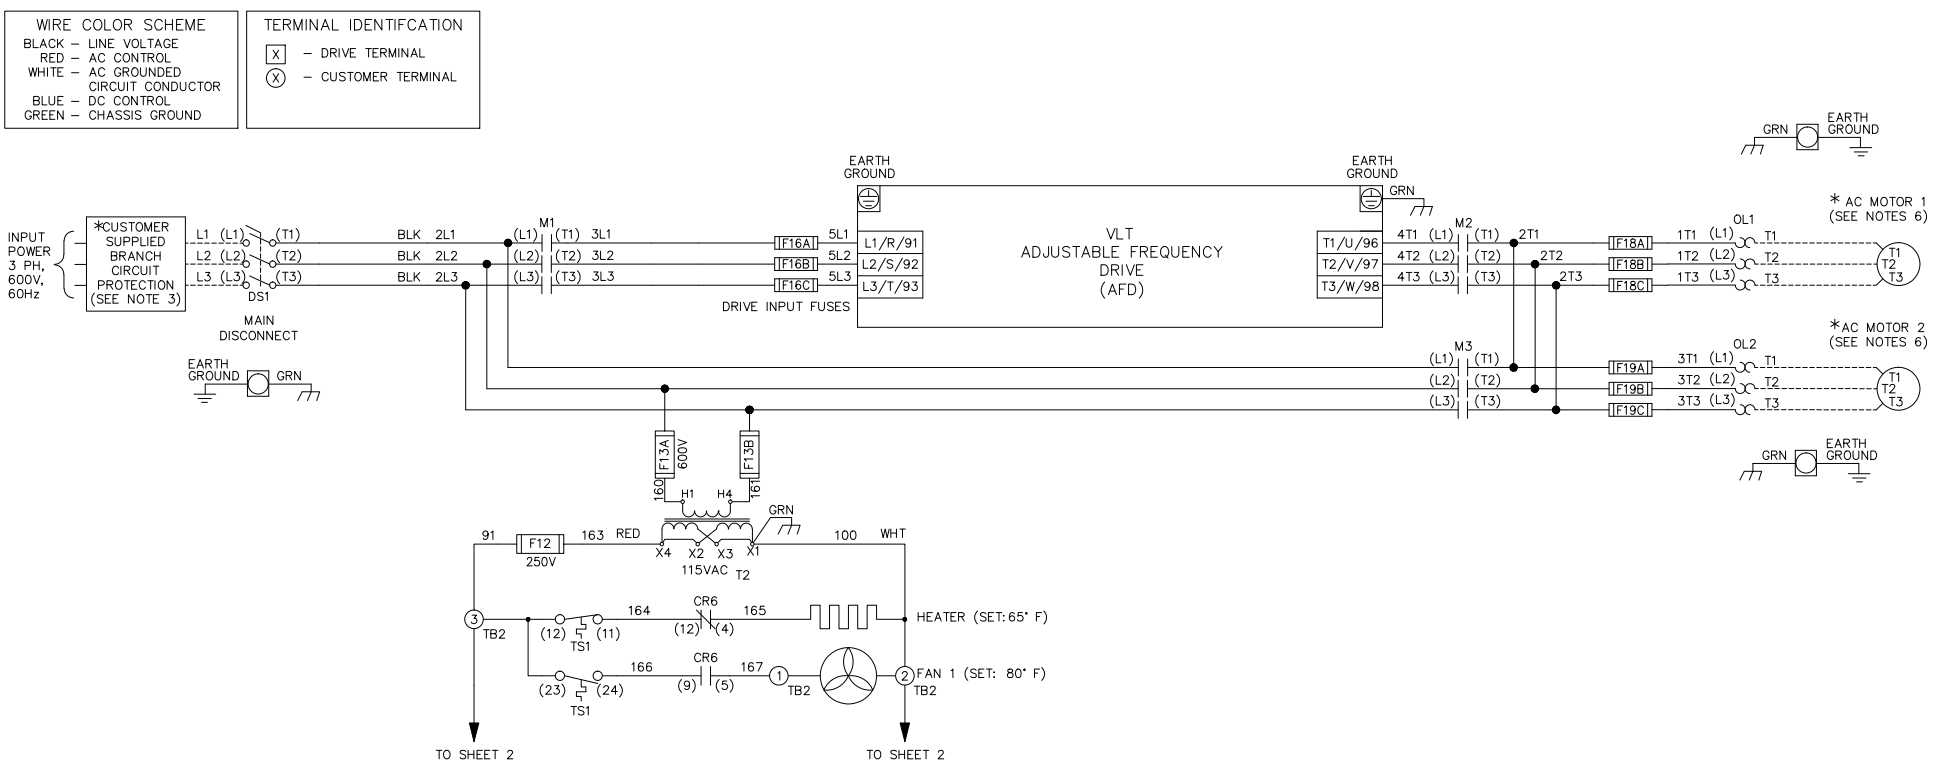 WIRE COLOR SCHEME
BLACK – LINE VOLTAGE
RED – AC CONTROL
WHITE – AC GROUNDED
CIRCUIT CONDUCTOR
BLUE – DC CONTROL
GREEN – CHASSIS GROUND
TERMINAL IDENTIFCATION
X – DRIVE TERMINAL
X – CUSTOMER TERMINAL
INPUT
POWER
3 PH,
600V,
60Hz
*CUSTOMER
SUPPLIED
BRANCH
CIRCUIT
PROTECTION
(SEE NOTE 3)
L1 (L1) (T1) BLK 2L1 (L1) M1 (T1) 3L1 F16A 5L1 L1/R/91
L2 (L2) (T2) BLK 2L2 (L2) (T2) 3L2 F16B 5L2 L2/S/92
L3 (L3) (T3) BLK 2L3 (L3) (T3) 3L3 F16C 5L3 L3/T/93
DS1
MAIN
DISCONNECT
DRIVE INPUT FUSES
EARTH
GROUND
GRN
EARTH
GROUND
VLT
ADJUSTABLE FREQUENCY
DRIVE
(AFD)
EARTH
GROUND
GRN
T1/U/96 4T1 (L1) M2 (T1) 2T1 F18A 1T1 (L1) OL1 T1
T2/V/97 4T2 (L2) (T2) 2T2 F18B 1T2 (L2) T2
T3/W/98 4T3 (L3) (T3) 2T3 F18C 1T3 (L3) T3
GRN
EARTH
GROUND
* AC MOTOR 1
(SEE NOTES 6)
T1
T2
T3
(L1) M3 (T1) F19A 3T1 (L1) OL2 T1
(L2) (T2) F19B 3T2 (L2) T2
(L3) (T3) F19C 3T3 (L3) T3
*AC MOTOR 2
(SEE NOTES 6)
T1
T2
T3
GRN
EARTH
GROUND
F13A
600V
F13B
160
161
H1 H4
GRN
91 F12 163 RED
250V
X4 X2 X3 X1
115VAC T2
100 WHT
3
TB2
164 CR6 165
(12) (11) (12) (4)
TS1
HEATER (SET:65° F)
166 CR6 167 1
(23) (24) (9) (5) TB2
TS1
2
TB2
FAN 1 (SET: 80° F)
TO SHEET 2
TO SHEET 2